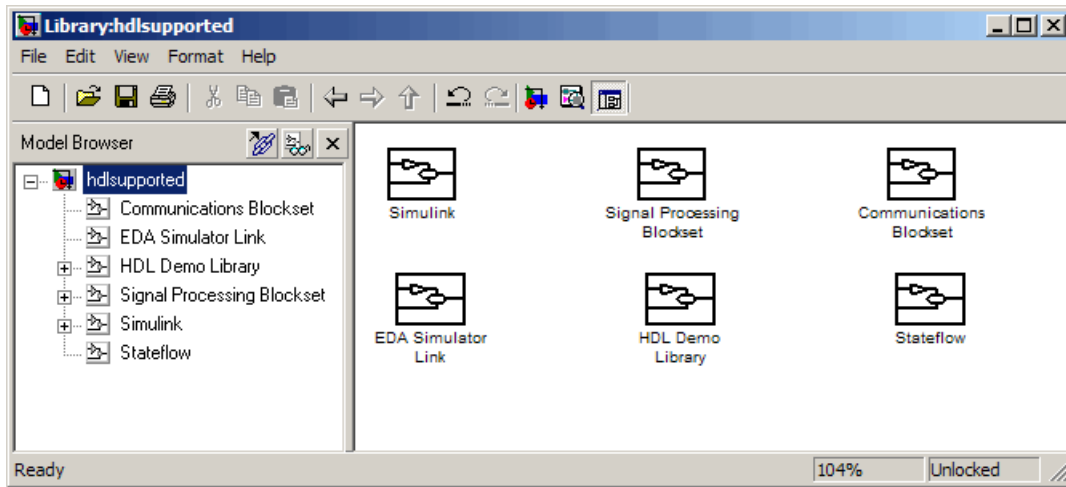 Library:hdlsupported
File Edit View Format Help
Model Browser
hdlsupported
Communications Blockset
EDA Simulator Link
HDL Demo Library
Signal Processing Blockset
Simulink
Stateflow
Simulink
Signal Processing
Blockset
Communications
Blockset
EDA Simulator
Link
HDL Demo
Library
Stateflow
Ready
104%
Unlocked